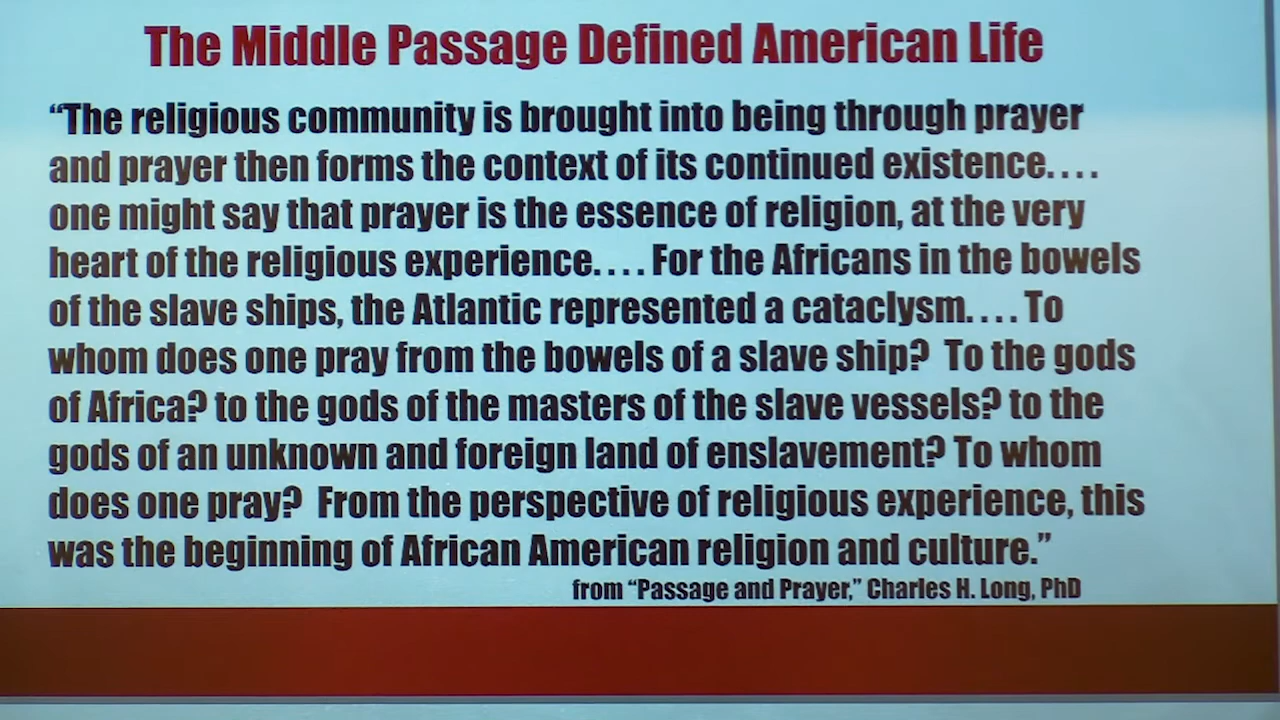 The Middle Passage Defined American Life
“The religious community is brought into being through prayer
and prayer then forms the context of its continued existence. . . .
one might say that prayer is the essence of religion, at the very
heart of the religious experience. . . . For the Africans in the bowels
of the slave ships, the Atlantic represented a cataclysm. . . . To
whom does one pray from the bowels of a slave ship?  To the gods
of Africa? to the gods of the masters of the slave vessels? to the
gods of an unknown and foreign land of enslavement? To whom
does one pray?  From the perspective of religious experience, this
was the beginning of African American religion and culture.”
from “Passage and Prayer,” Charles H. Long, PhD